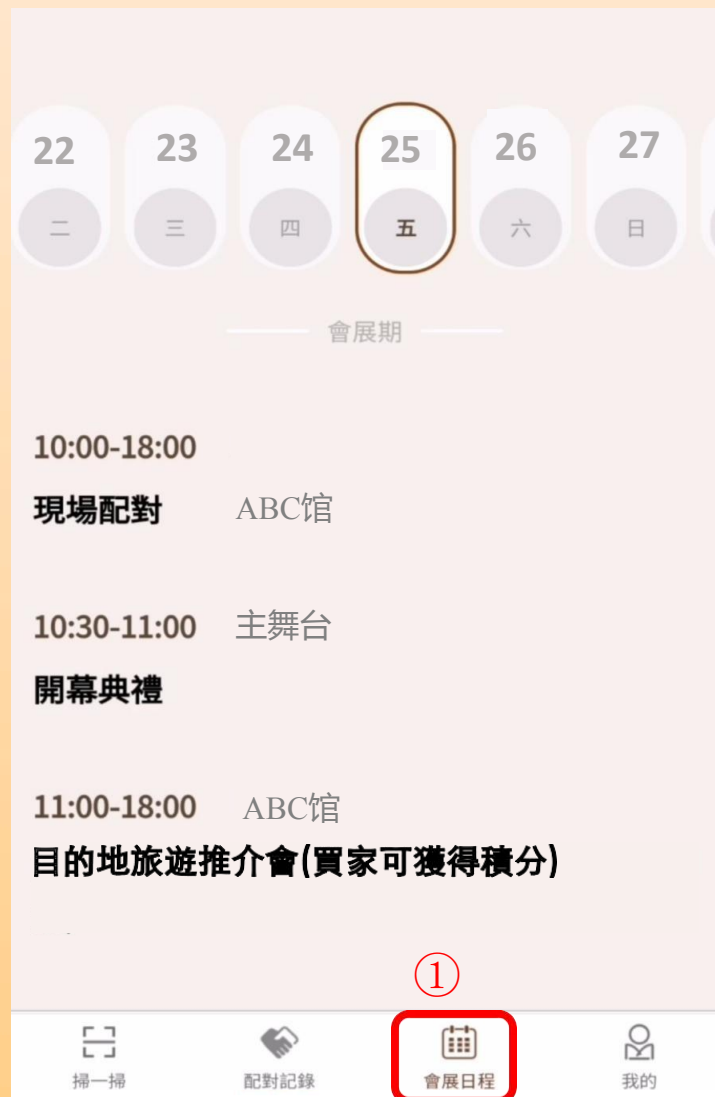 22 23 24 25 26 27
二 三 四 五 六 日
會展期
10:00-18:00
現場配對 ABC馆
10:30-11:00 主舞台
開幕典禮
11:00-18:00 ABC馆
目的地旅遊推介會(買家可獲得積分)
①
掃一掃 配對記錄 會展日程 我的